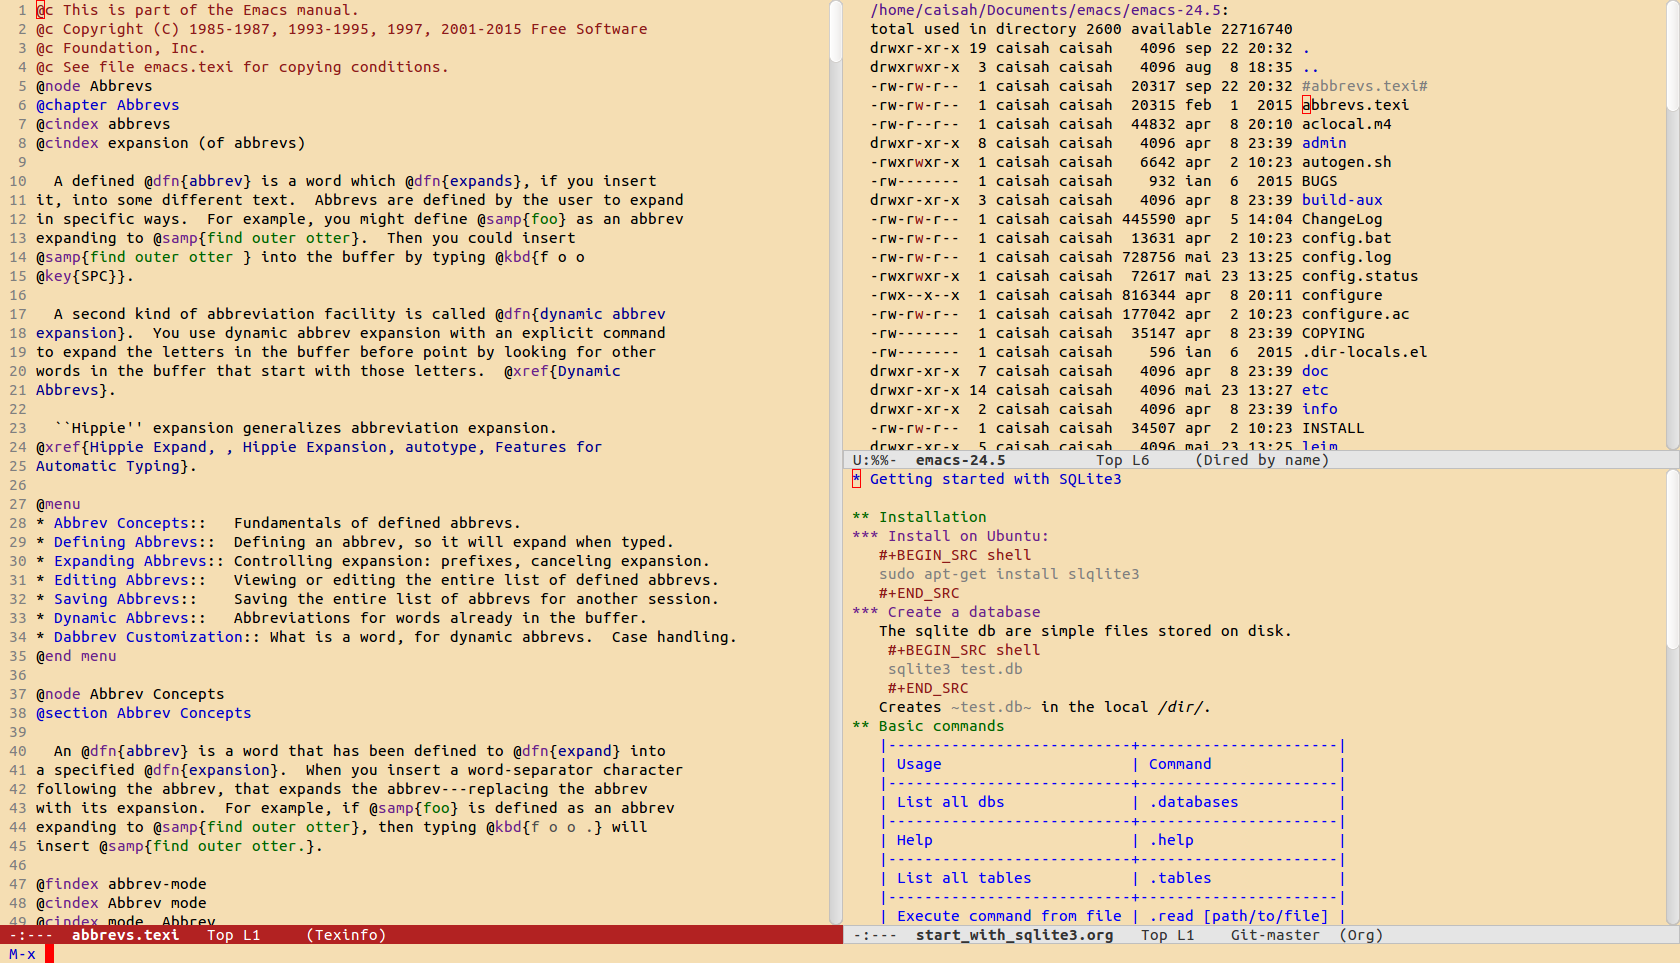 1 @c This is part of the Emacs manual.
2 @c Copyright (C) 1985-1987, 1993-1995, 1997, 2001-2015 Free Software
3 @c Foundation, Inc.
4 @c See file emacs.texi for copying conditions.
5 @node Abbrevs
6 @chapter Abbrevs
7 @cindex abbrevs
8 @cindex expansion (of abbrevs)
9
10   A defined @dfn{abbrev} is a word which @dfn{expands}, if you insert
11 it, into some different text.  Abbrevs are defined by the user to expand
12 in specific ways.  For example, you might define @samp{foo} as an abbrev
13 expanding to @samp{find outer otter}.  Then you could insert
14 @samp{find outer otter } into the buffer by typing @kbd{f o o
15 @key{SPC}}.
16
17   A second kind of abbreviation facility is called @dfn{dynamic abbrev
18 expansion}.  You use dynamic abbrev expansion with an explicit command
19 to expand the letters in the buffer before point by looking for other
20 words in the buffer that start with those letters.  @xref{Dynamic
21 Abbrevs}.
22
23   ``Hippie'' expansion generalizes abbreviation expansion.
24 @xref{Hippie Expand, , Hippie Expansion, autotype, Features for
25 Automatic Typing}.
26
27 @menu
28 * Abbrev Concepts::   Fundamentals of defined abbrevs.
29 * Defining Abbrevs::  Defining an abbrev, so it will expand when typed.
30 * Expanding Abbrevs:: Controlling expansion: prefixes, canceling expansion.
31 * Editing Abbrevs::   Viewing or editing the entire list of defined abbrevs.
32 * Saving Abbrevs::    Saving the entire list of abbrevs for another session.
33 * Dynamic Abbrevs::   Abbreviations for words already in the buffer.
34 * Dabbrev Customization:: What is a word, for dynamic abbrevs.  Case handling.
35 @end menu
36
37 @node Abbrev Concepts
38 @section Abbrev Concepts
39
40   An @dfn{abbrev} is a word that has been defined to @dfn{expand} into
41 a specified @dfn{expansion}.  When you insert a word-separator character
42 following the abbrev, that expands the abbrev---replacing the abbrev
43 with its expansion.  For example, if @samp{foo} is defined as an abbrev
44 expanding to @samp{find outer otter}, then typing @kbd{f o o .} will
45 insert @samp{find outer otter.}.
46
47 @findex abbrev-mode
48 @cindex Abbrev mode
49 @cindex mode, Abbrev
-:---  abbrevs.texi   Top L1     (Texinfo)
M-x
/home/caisah/Documents/emacs/emacs-24.5:
total used in directory 2600 available 22716740
drwxr-xr-x 19 caisah caisah   4096 sep 22 20:32 .
drwxrwxr-x  3 caisah caisah   4096 aug  8 18:35 ..
-rw-rw-r--  1 caisah caisah  20317 sep 22 20:32 #abbrevs.texi#
-rw-rw-r--  1 caisah caisah  20315 feb  1  2015 abbrevs.texi
-rw-r--r--  1 caisah caisah  44832 apr  8 20:10 aclocal.m4
drwxr-xr-x  8 caisah caisah   4096 apr  8 23:39 admin
-rwxrwxr-x  1 caisah caisah   6642 apr  2 10:23 autogen.sh
-rw-------  1 caisah caisah    932 ian  6  2015 BUGS
drwxr-xr-x  3 caisah caisah   4096 apr  8 23:39 build-aux
-rw-rw-r--  1 caisah caisah 445590 apr  5 14:04 ChangeLog
-rw-rw-r--  1 caisah caisah  13631 apr  2 10:23 config.bat
-rw-rw-r--  1 caisah caisah 728756 mai 23 13:25 config.log
-rwxrwxr-x  1 caisah caisah  72617 mai 23 13:25 config.status
-rwx--x--x  1 caisah caisah 816344 apr  8 20:11 configure
-rw-rw-r--  1 caisah caisah 177042 apr  2 10:23 configure.ac
-rw-------  1 caisah caisah  35147 apr  8 23:39 COPYING
-rw-------  1 caisah caisah    596 ian  6  2015 .dir-locals.el
drwxr-xr-x  7 caisah caisah   4096 apr  8 23:39 doc
drwxr-xr-x 14 caisah caisah   4096 mai 23 13:27 etc
drwxr-xr-x  2 caisah caisah   4096 apr  8 23:39 info
-rw-rw-r--  1 caisah caisah  34507 apr  2 10:23 INSTALL
drwxr-xr-x  5 caisah caisah   4096 mai 23 13:25 leim
U:%%-  emacs-24.5          Top L6     (Dired by name)
* Getting started with SQLite3

** Installation
*** Install on Ubuntu:
   #+BEGIN_SRC shell
   sudo apt-get install slqlite3
   #+END_SRC
*** Create a database
   The sqlite db are simple files stored on disk.
    #+BEGIN_SRC shell
    sqlite3 test.db
    #+END_SRC
   Creates ~test.db~ in the local /dir/.
** Basic commands
   |---------------------------+----------------------|
   | Usage                     | Command              |
   |---------------------------+----------------------|
   | List all dbs              | .databases           |
   |---------------------------+----------------------|
   | Help                      | .help                |
   |---------------------------+----------------------|
   | List all tables           | .tables              |
   |---------------------------+----------------------|
   | Execute command from file | .read [path/to/file] |
-:---  start_with_sqlite3.org   Top L1    Git-master  (Org)